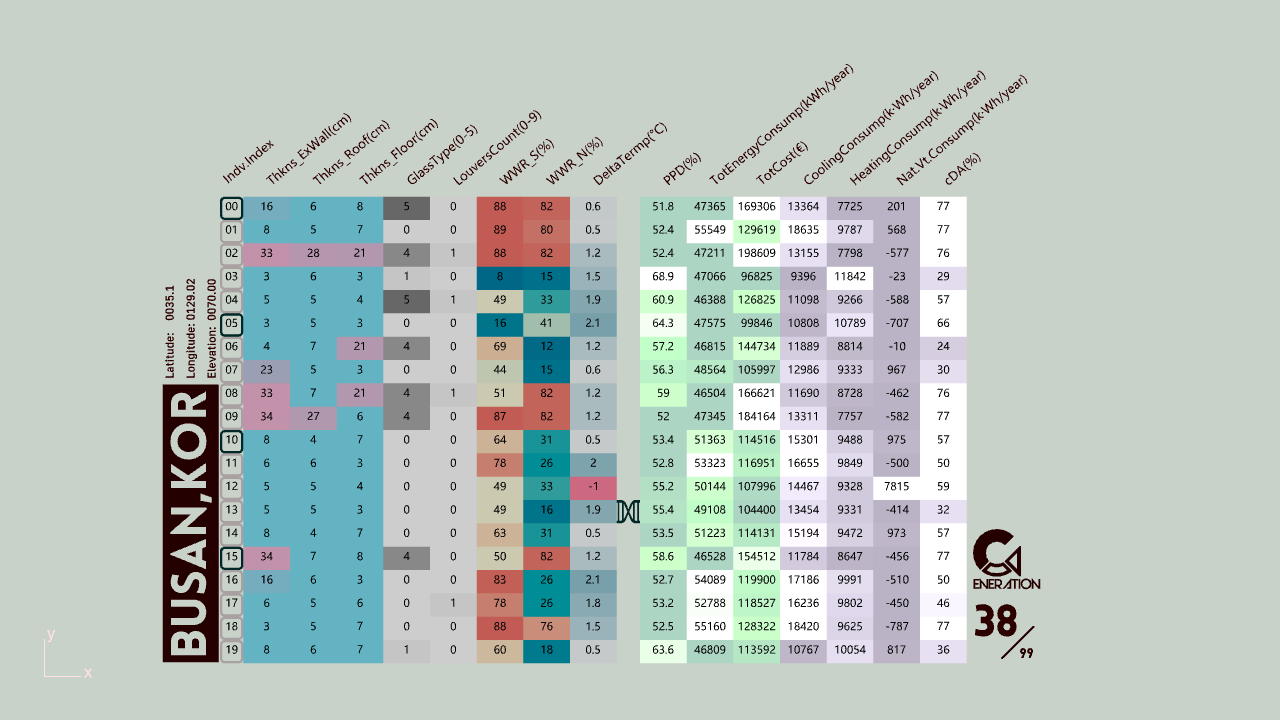 Indv.Index Thkns_ExWall(cm) Thkns_Roof(cm) Thkns_Floor(cm) GlassType(0-5) LouversCount(0-9) WWR_S(%) WWR_N(%) DeltaTermp(°C) PPD(%) TotEnergyConsump(kWh/year) TotCost(€) CoolingConsump(k·Wh/year) HeatingConsump(k·Wh/year) Nat.Vt.Consump(k·Wh/year) cDA(%)
00 16 6 8 5 0 88 82 0.6 51.8 47365 169306 13364 7725 201 77
01 8 5 7 0 0 89 80 0.5 52.4 55549 129619 18635 9787 568 77
02 33 28 21 4 1 88 82 1.2 52.4 47211 198609 13155 7798 -577 76
03 3 6 3 1 0 8 15 1.5 68.9 47066 96825 9396 11842 -23 29
04 5 5 4 5 1 49 33 1.9 60.9 46388 126825 11098 9266 -588 57
05 3 5 3 0 0 16 41 2.1 64.3 47575 99846 10808 10789 -707 66
06 4 7 21 4 0 69 12 1.2 57.2 46815 144734 11889 8814 -10 24
07 23 5 3 0 0 44 15 0.6 56.3 48564 105997 12986 9333 967 30
08 33 7 21 4 1 51 82 1.2 59 46504 166621 11690 8728 -462 76
09 34 27 6 4 0 87 82 1.2 52 47345 184164 13311 7757 -582 77
10 8 4 7 0 0 64 31 0.5 53.4 51363 114516 15301 9488 975 57
11 6 6 3 0 0 78 26 2 52.8 53323 116951 16655 9849 -500 50
12 5 5 4 0 0 49 33 -1 55.2 50144 107996 14467 9328 7815 59
13 5 5 3 0 0 49 16 1.9 55.4 49108 104400 13454 9331 -414 32
14 8 4 7 0 0 63 31 0.5 53.5 51223 114131 15194 9472 973 57
15 34 7 8 4 0 50 82 1.2 58.6 46528 154512 11784 8647 -456 77
16 16 6 3 0 0 83 26 2.1 52.7 54089 119900 17186 9991 -510 50
17 6 5 6 0 1 78 26 1.8 53.2 52788 118527 16236 9802 -450 46
18 3 5 7 0 0 88 76 1.5 52.5 55160 128322 18420 9625 -787 77
19 8 6 7 1 0 60 18 0.5 63.6 46809 113592 10767 10054 817 36
Latitude: 0035.1
Longitude: 0129.02
Elevation: 0070.00
BUSAN,KOR
G
ENERATION
38/99
y
x